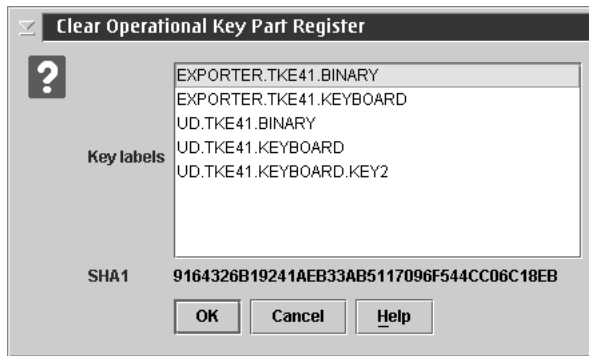 Clear Operational Key Part Register
?
Key labels
EXPORTER.TKE41.BINARY
EXPORTER.TKE41.KEYBOARD
UD.TKE41.BINARY
UD.TKE41.KEYBOARD
UD.TKE41.KEYBOARD.KEY2
SHA1 9164326B19241AEB33AB5117096F544CC06C18EB
OK Cancel Help